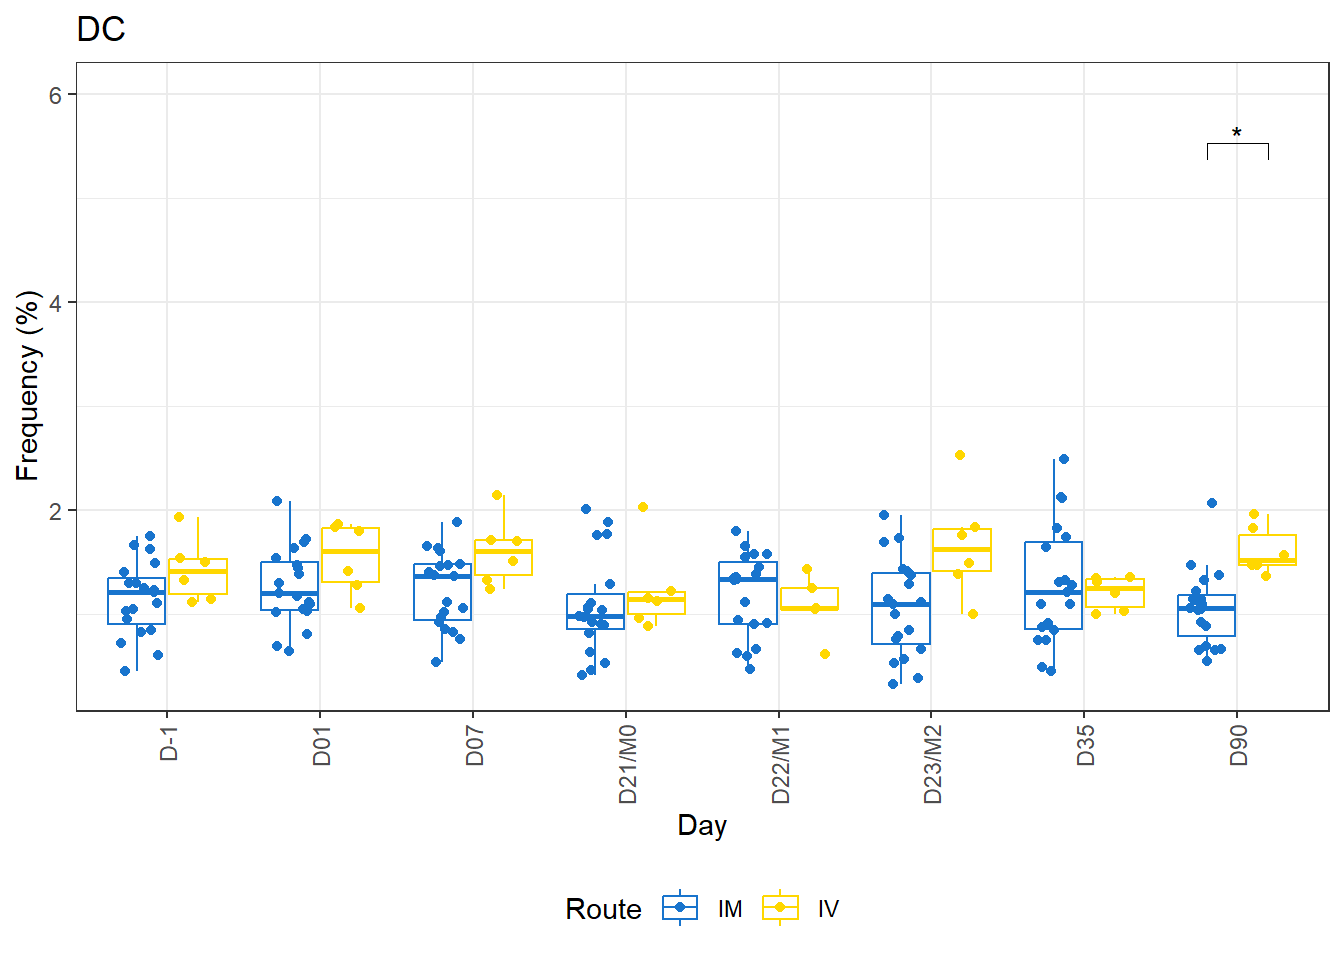 DC
Frequency (%)
6
4
2
*
D-1
D01
D07
D21/M0
D22/M1
D23/M2
D35
D90
Day
Route IM IV